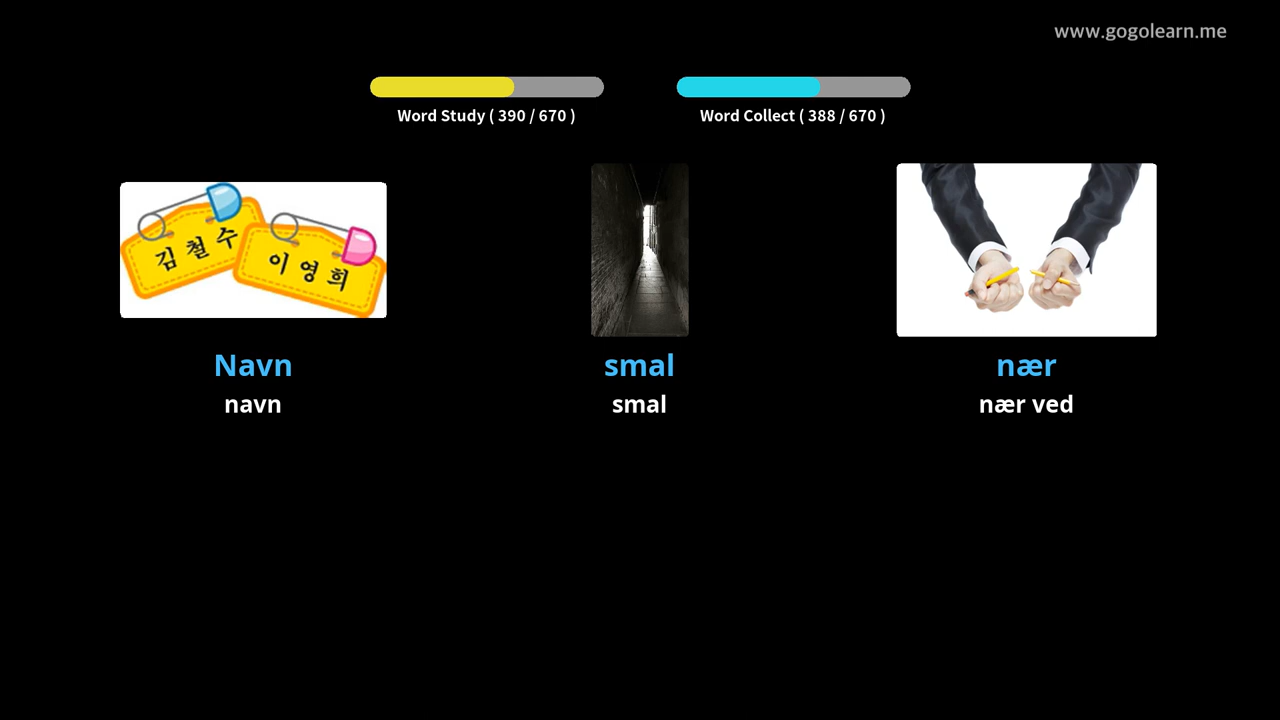 www.gogolearn.me
Word Study ( 390 / 670 )
Word Collect ( 388 / 670 )
김철수
이영희
Navn
smal
nær
navn
smal
nær ved